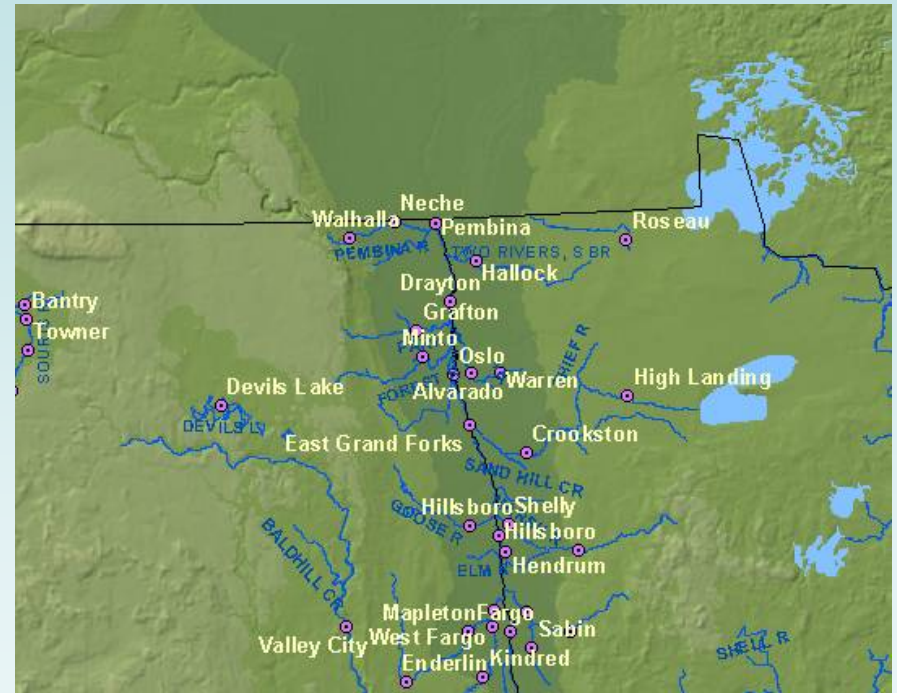 Neche
Walhalla
Pembina
Roseau
PEMBINA R
TWO RIVERS, S BR
Hallock
Drayton
Bantry
Grafton
Towner
Minto
Oslo
Warren
High Landing
Devils Lake
Alvarado
DEVILS L
East Grand Forks
Crookston
SAND HILL CR
Hillsboro
Shelly
GOOSE R
Hillsboro
BALDHILL CR
ELM
Hendrum
Mapleton
Fargo
Valley City
West Fargo
Sabin
SHELL R
Enderlin
Kindred